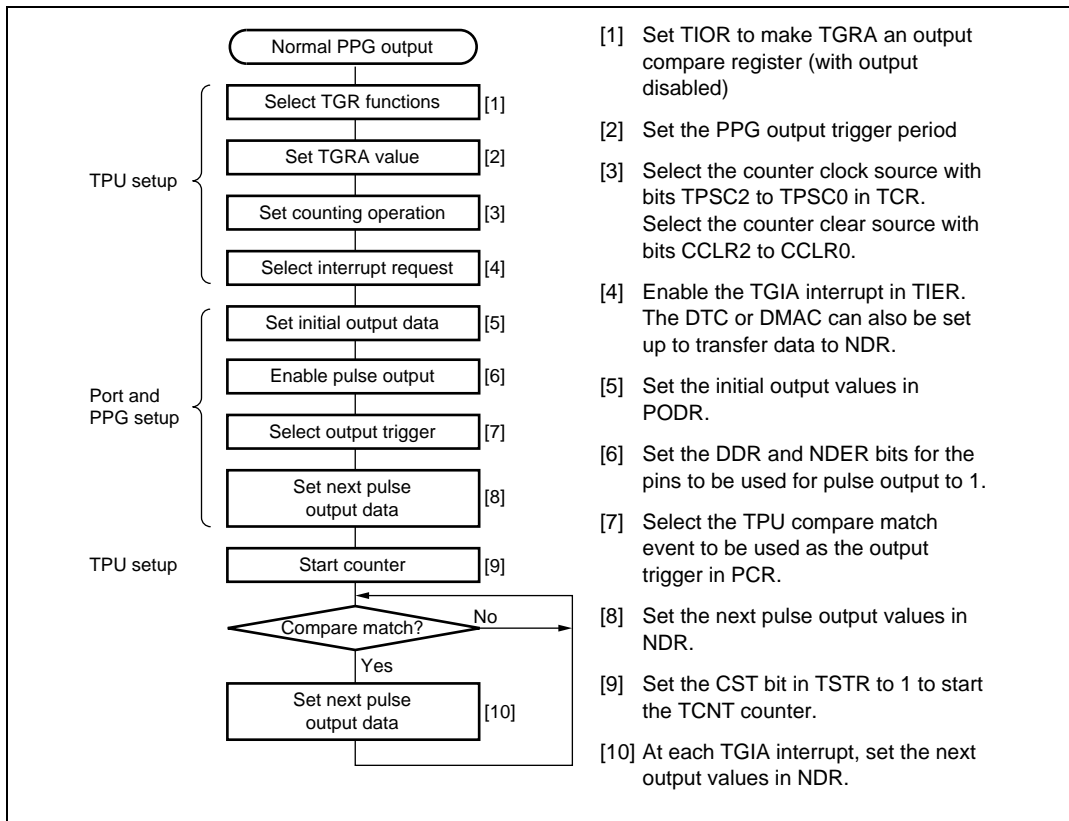 Normal PPG output
Select TGR functions [1]
Set TGRA value [2]
TPU setup
Set counting operation [3]
Select interrupt request [4]
Set initial output data [5]
Enable pulse output [6]
Port and
PPG setup
Select output trigger [7]
Set next pulse
output data [8]
TPU setup
Start counter [9]
Compare match? No
Yes
Set next pulse
output data [10]
[1] Set TIOR to make TGRA an output
compare register (with output
disabled)
[2] Set the PPG output trigger period
[3] Select the counter clock source with
bits TPSC2 to TPSC0 in TCR.
Select the counter clear source with
bits CCLR2 to CCLR0.
[4] Enable the TGIA interrupt in TIER.
The DTC or DMAC can also be set
up to transfer data to NDR.
[5] Set the initial output values in
PODR.
[6] Set the DDR and NDER bits for the
pins to be used for pulse output to 1.
[7] Select the TPU compare match
event to be used as the output
trigger in PCR.
[8] Set the next pulse output values in
NDR.
[9] Set the CST bit in TSTR to 1 to start
the TCNT counter.
[10] At each TGIA interrupt, set the next
output values in NDR.